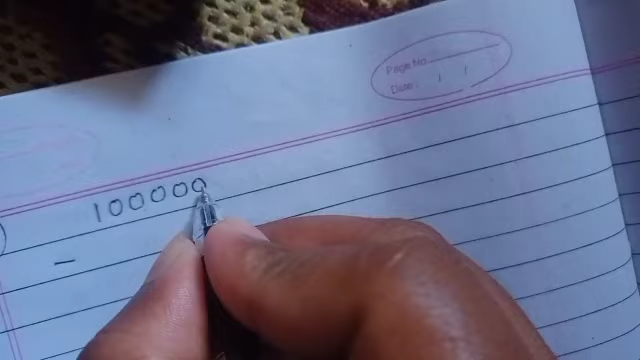 Page No.
Date: / /
100000
–